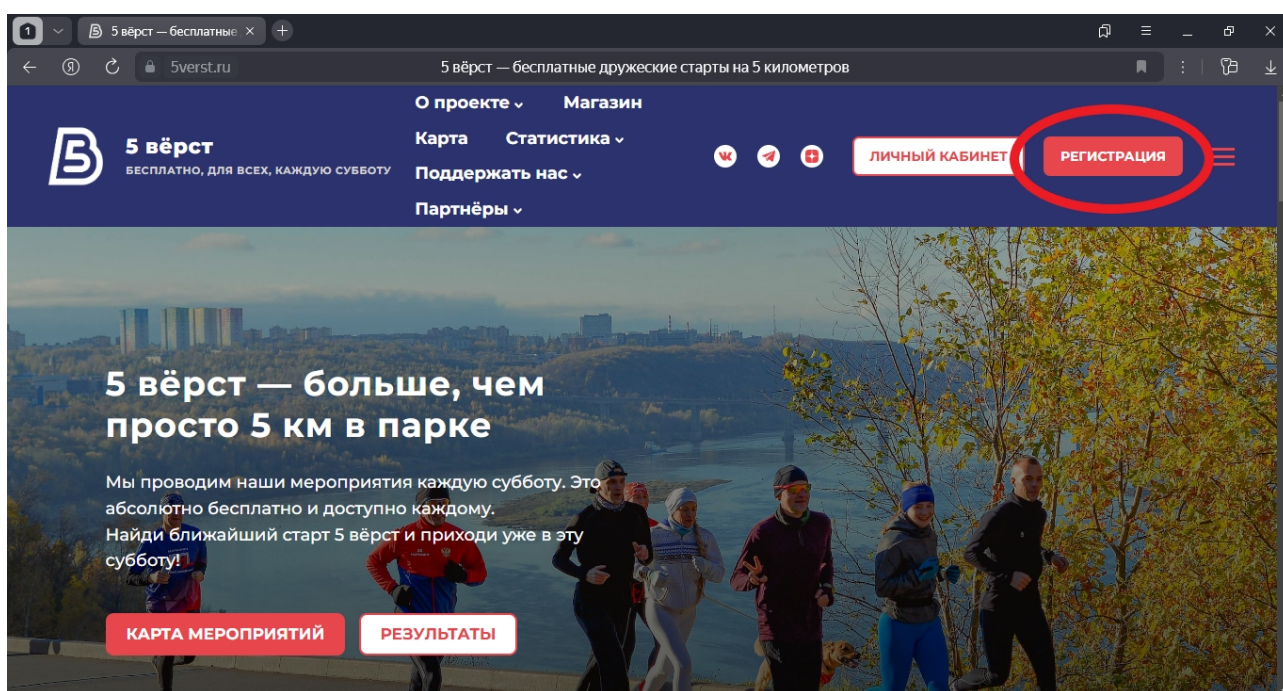 1
5 вёрст — бесплатные
5verst.ru
5 вёрст — бесплатные дружеские старты на 5 километров
5 вёрст
БЕСПЛАТНО, ДЛЯ ВСЕХ, КАЖДУЮ СУББОТУ
О проекте Магазин
Карта Статистика
Поддержать нас
Партнёры
ЛИЧНЫЙ КАБИНЕТ
РЕГИСТРАЦИЯ
5 вёрст — больше, чем
просто 5 км в парке
Мы проводим наши мероприятия каждую субботу. Это
абсолютно бесплатно и доступно каждому.
Найди ближайший старт 5 вёрст и приходи уже в эту
субботу!
КАРТА МЕРОПРИЯТИЙ
РЕЗУЛЬТАТЫ